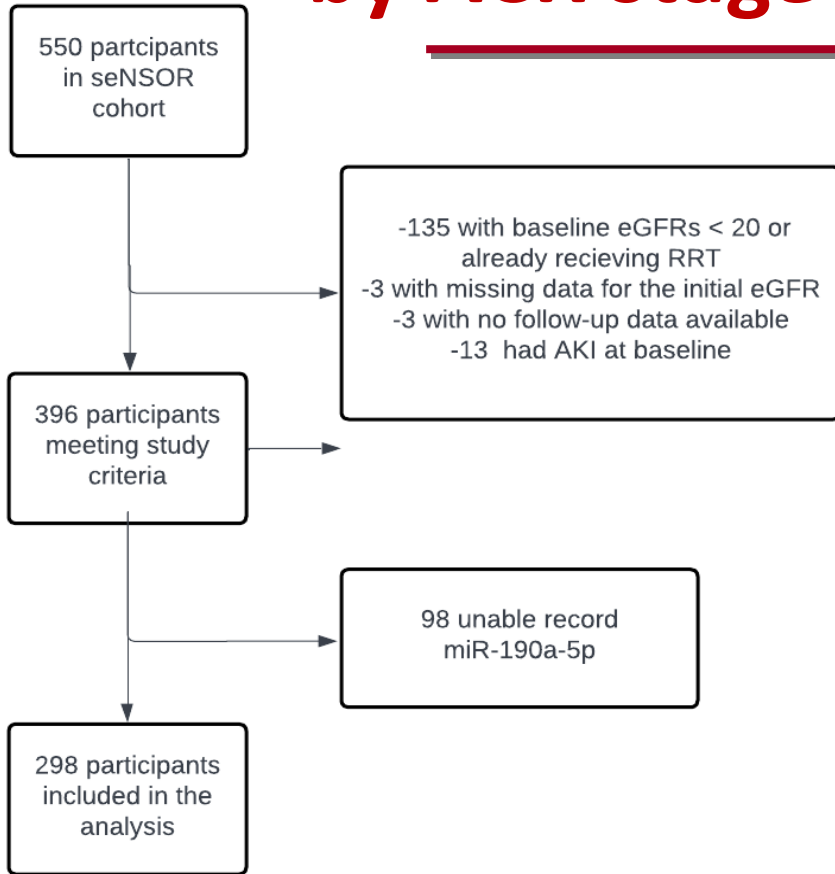 by stage
550 partcipants
in seNSOR
cohort
-135 with baseline eGFRs < 20 or
already recieving RRT
-3 with missing data for the initial eGFR
-3 with no follow-up data available
-13 had AKI at baseline
396 participants
meeting study
criteria
98 unable record
miR-190a-5p
298 participants
included in the
analysis